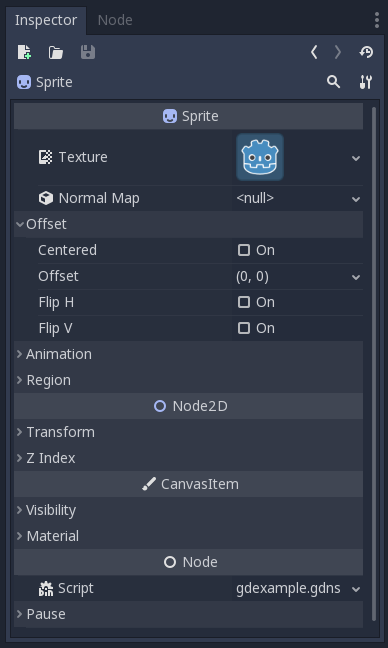 Inspector Node
Sprite
Sprite
Texture
Normal Map <null>
Offset
Centered On
Offset (0, 0)
Flip H On
Flip V On
Animation
Region
Node2D
Transform
Z Index
CanvasItem
Visibility
Material
Node
Script gdexample.gdns
Pause